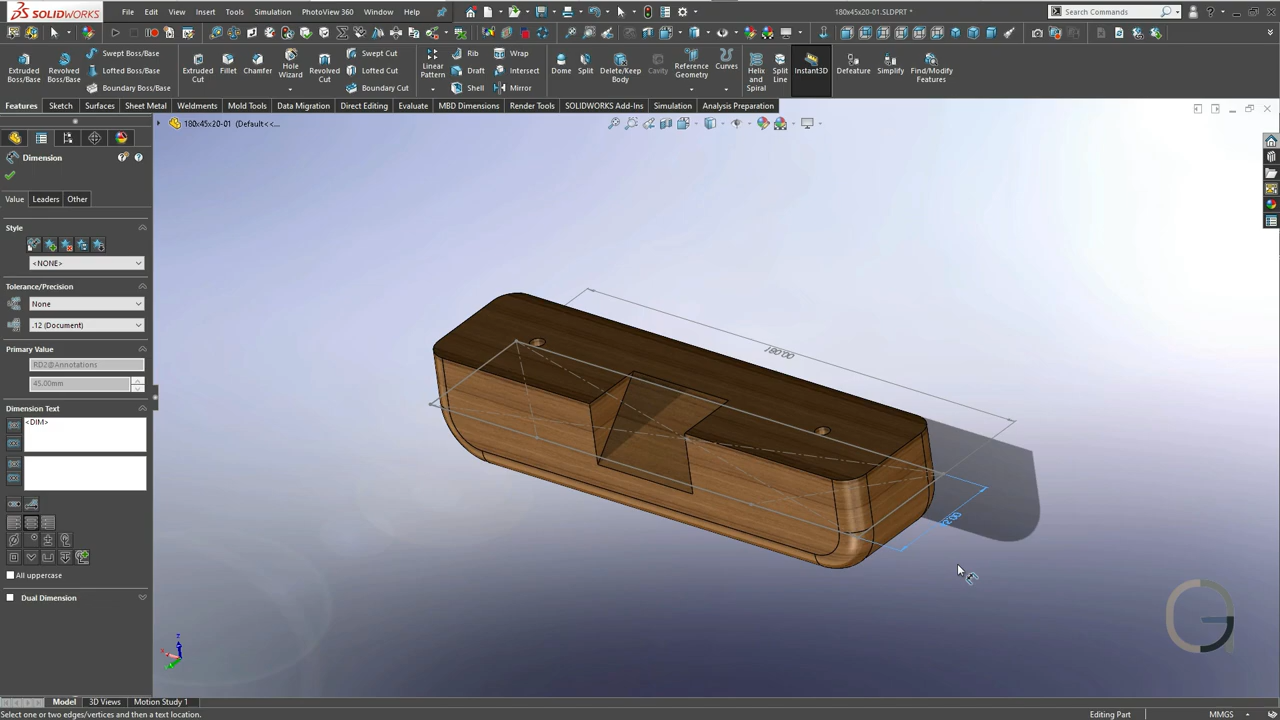 SOLIDWORKS
File Edit View Insert Tools Simulation PhotoView 360 Window Help
180x45x20-01.SLDPRT *
Search Commands
Extruded Boss/Base
Revolved Boss/Base
Swept Boss/Base
Lofted Boss/Base
Boundary Boss/Base
Extruded Cut
Fillet
Chamfer
Hole Wizard
Revolved Cut
Swept Cut
Lofted Cut
Boundary Cut
Linear Pattern
Rib
Draft
Shell
Wrap
Intersect
Mirror
Dome
Split
Delete/Keep Body
Cavity
Reference Geometry
Curves
Helix and Spiral
Split Line
Instant3D
Defeature
Simplify
Find/Modify Features
Features Sketch Surfaces Sheet Metal Weldments Mold Tools Data Migration Direct Editing Evaluate MBD Dimensions Render Tools SOLIDWORKS Add-Ins Simulation Analysis Preparation
180x45x20-01 (Default<<...
Dimension
Value Leaders Other
Style
<NONE>
Tolerance/Precision
None
.12 (Document)
Primary Value
RD2@Annotations
45.00mm
Dimension Text
<DIM>
All uppercase
Dual Dimension
180.00
Model 3D Views Motion Study 1
Select one or two edges/vertices and then a text location.
Editing Part
MMGS